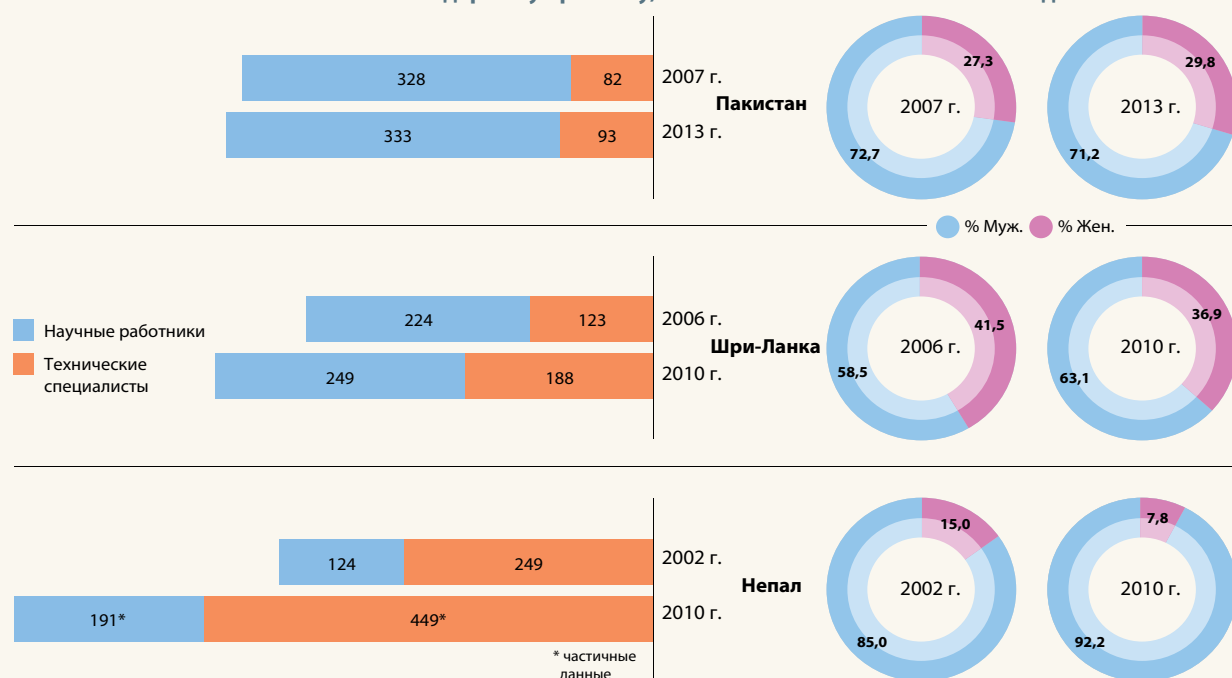 328 82 2007 г.
Пакистан
333 93 2013 г.
27,3
2007 г.
72,7
29,8
2013 г.
71,2
% Муж. % Жен.
Научные работники
Технические
специалисты
224 123 2006 г.
Шри-Ланка
249 188 2010 г.
41,5
2006 г.
58,5
36,9
2010 г.
63,1
124 249 2002 г.
Непал
191* 449* 2010 г.
* частичные
данные
15,0
2002 г.
85,0
7,8
2010 г.
92,2